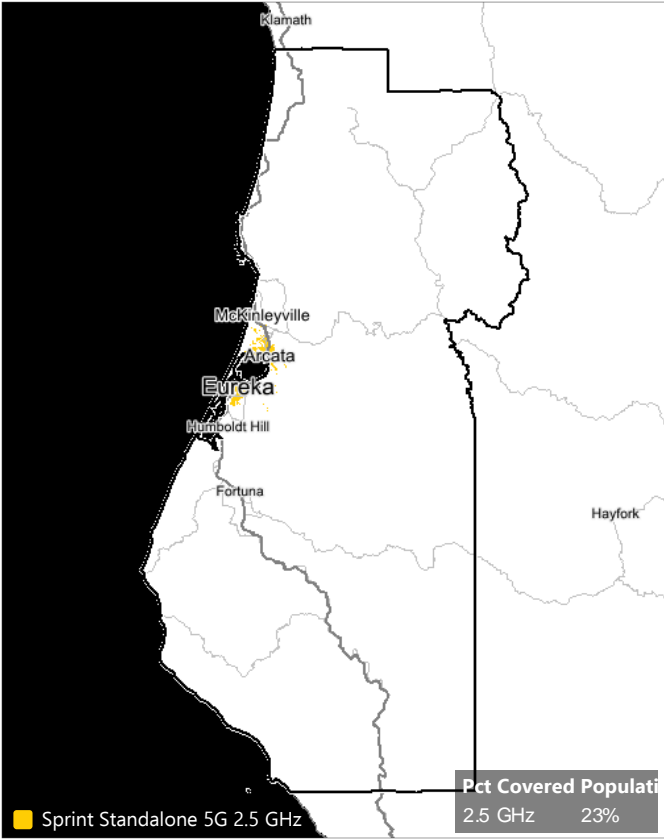 Klamath
McKinleyville
Arcata
Eureka
Humboldt Hill
Fortuna
Hayfork
Pct Covered Populati
2.5 GHz 23%
Sprint Standalone 5G 2.5 GHz